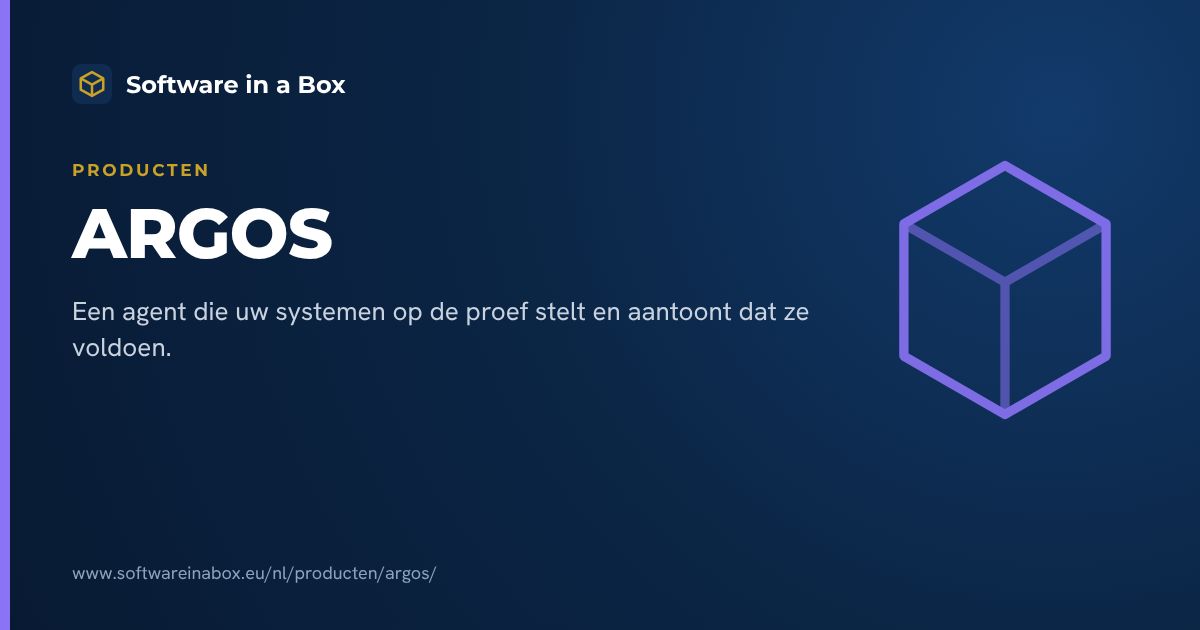 Software in a Box
PRODUCTEN
ARGOS
Een agent die uw systemen op de proef stelt en aantoont dat ze
voldoen.
www.softwareinabox.eu/nl/producten/argos/